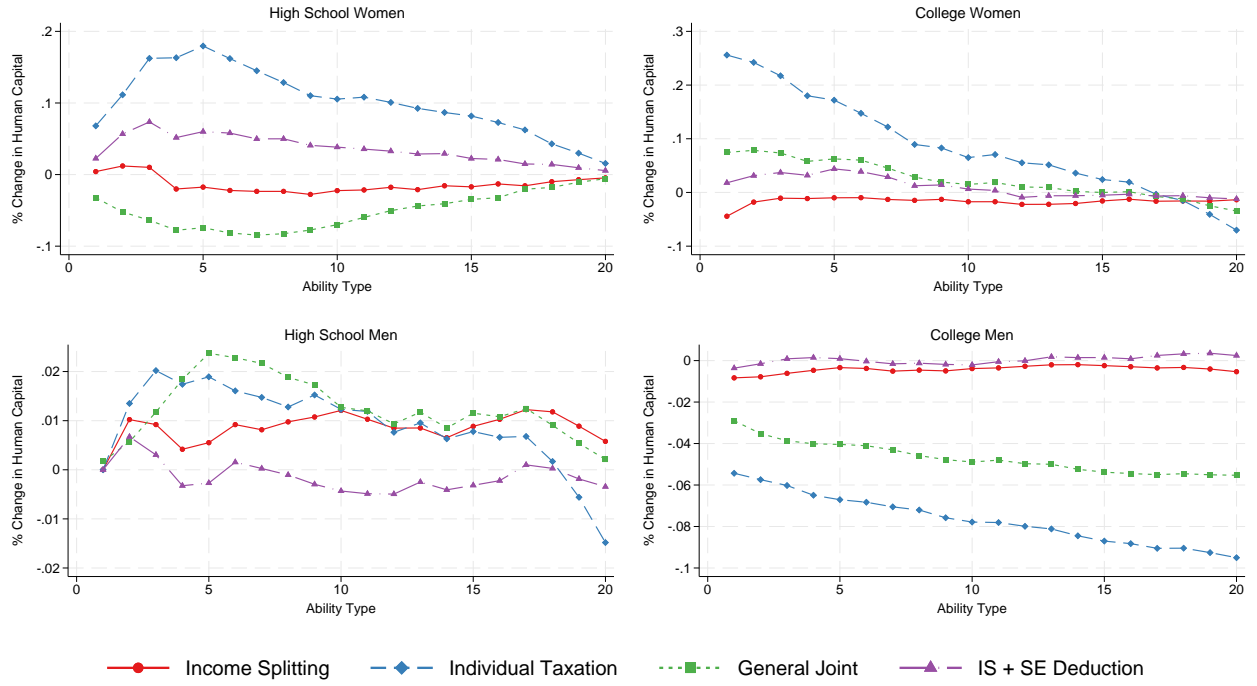 High School Women
% Change in Human Capital
.2
.1
0
-.1
0 5 10 15 20
Ability Type
College Women
% Change in Human Capital
.3
.2
.1
0
-.1
0 5 10 15 20
Ability Type
High School Men
% Change in Human Capital
.02
.01
0
-.01
-.02
0 5 10 15 20
Ability Type
College Men
% Change in Human Capital
0
-.02
-.04
-.06
-.08
-.1
0 5 10 15 20
Ability Type
Income Splitting Individual Taxation General Joint IS + SE Deduction